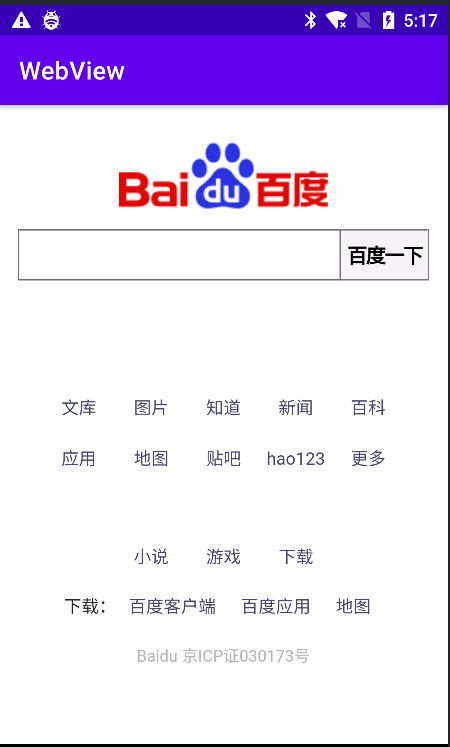 5:17
WebView
Bai du 百度
百度一下
文库 图片 知道 新闻 百科
应用 地图 贴吧 hao123 更多
小说 游戏 下载
下载： 百度客户端 百度应用 地图
Baidu 京ICP证030173号